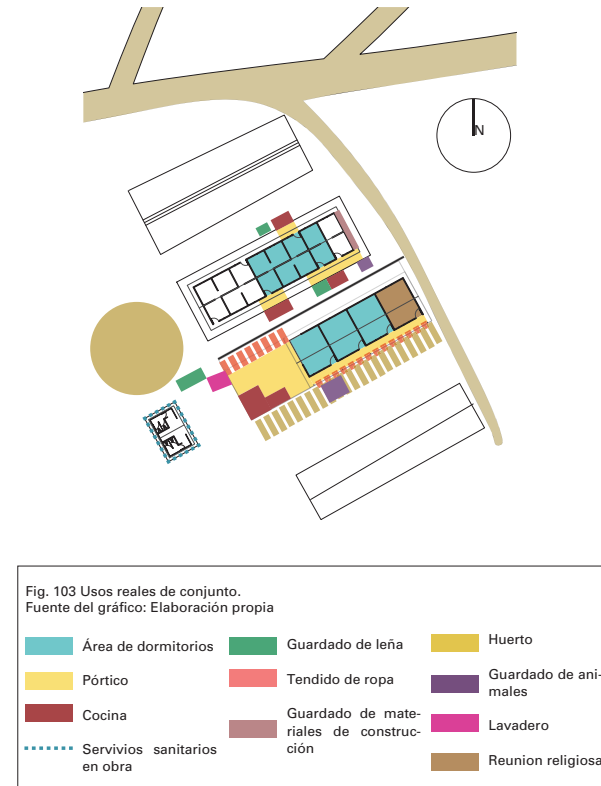 N
Fig. 103 Usos reales de conjunto.
Fuente del gráfico: Elaboración propia
Área de dormitorios
Pórtico
Cocina
Servivios sanitarios
en obra
Guardado de leña
Tendido de ropa
Guardado de mate-
riales de construc-
ción
Huerto
Guardado de ani-
males
Lavadero
Reunion religiosa